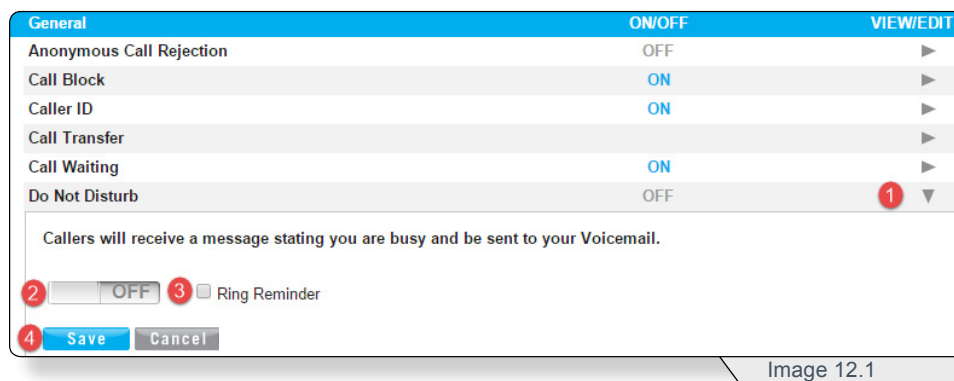 General ON/OFF VIEW/EDIT
Anonymous Call Rejection OFF
Call Block ON
Caller ID ON
Call Transfer
Call Waiting ON
Do Not Disturb OFF 1
Callers will receive a message stating you are busy and be sent to your Voicemail.
2 OFF 3 Ring Reminder
4 Save Cancel
Image 12.1